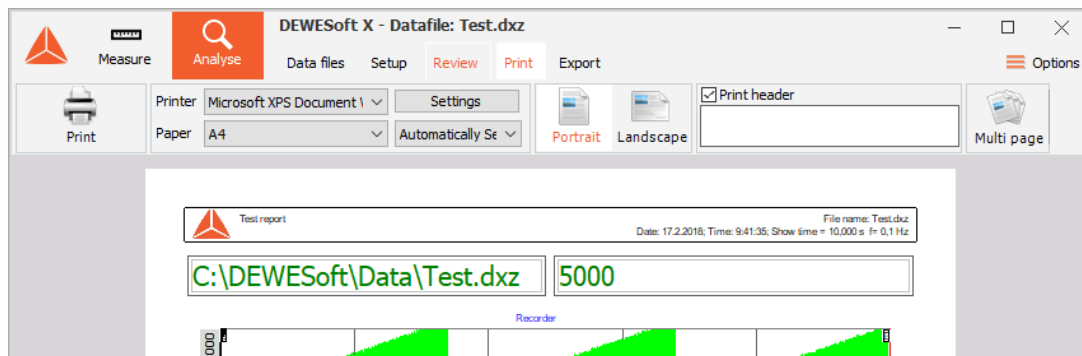 DEWESoft X - Datafile: Test.dxz
Measure
Analyse
Data files Setup Review Print Export
Options
Printer Microsoft XPS Document
Settings
Print header
Print
Paper A4
Automatically Se
Portrait Landscape
Multi page
Test report
File name: Test.dxz
Date: 17.2.2018; Time: 9:41:35; Show time = 10,000 s f= 0,1 Hz
C:\DEWESoft\Data\Test.dxz
5000
Recorder